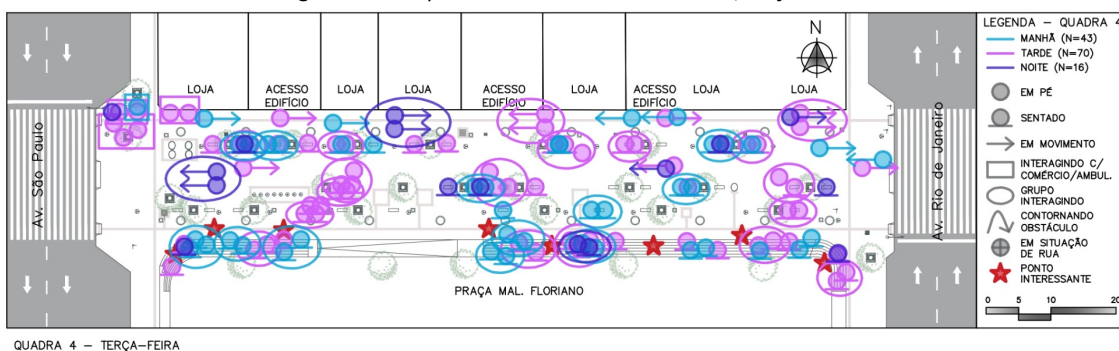 N
LOJA
ACESSO
EDIFÍCIO
LOJA
LOJA
ACESSO
EDIFÍCIO
LOJA
ACESSO
EDIFÍCIO
LOJA
LOJA
Av. São Paulo
Av. Rio de Janeiro
PRAÇA MAL. FLORIANO
LEGENDA – QUADRA 4
MANHÃ (N=43)
TARDE (N=70)
NOITE (N=16)
EM PÉ
SENTADO
EM MOVIMENTO
INTERAGINDO C/
COMÉRCIO/AMBUL.
GRUPO
INTERAGINDO
CONTORNANDO
OBSTÁCULO
EM SITUAÇÃO
DE RUA
PONTO
INTERESSANTE
0 5 10 20
QUADRA 4 – TERÇA-FEIRA